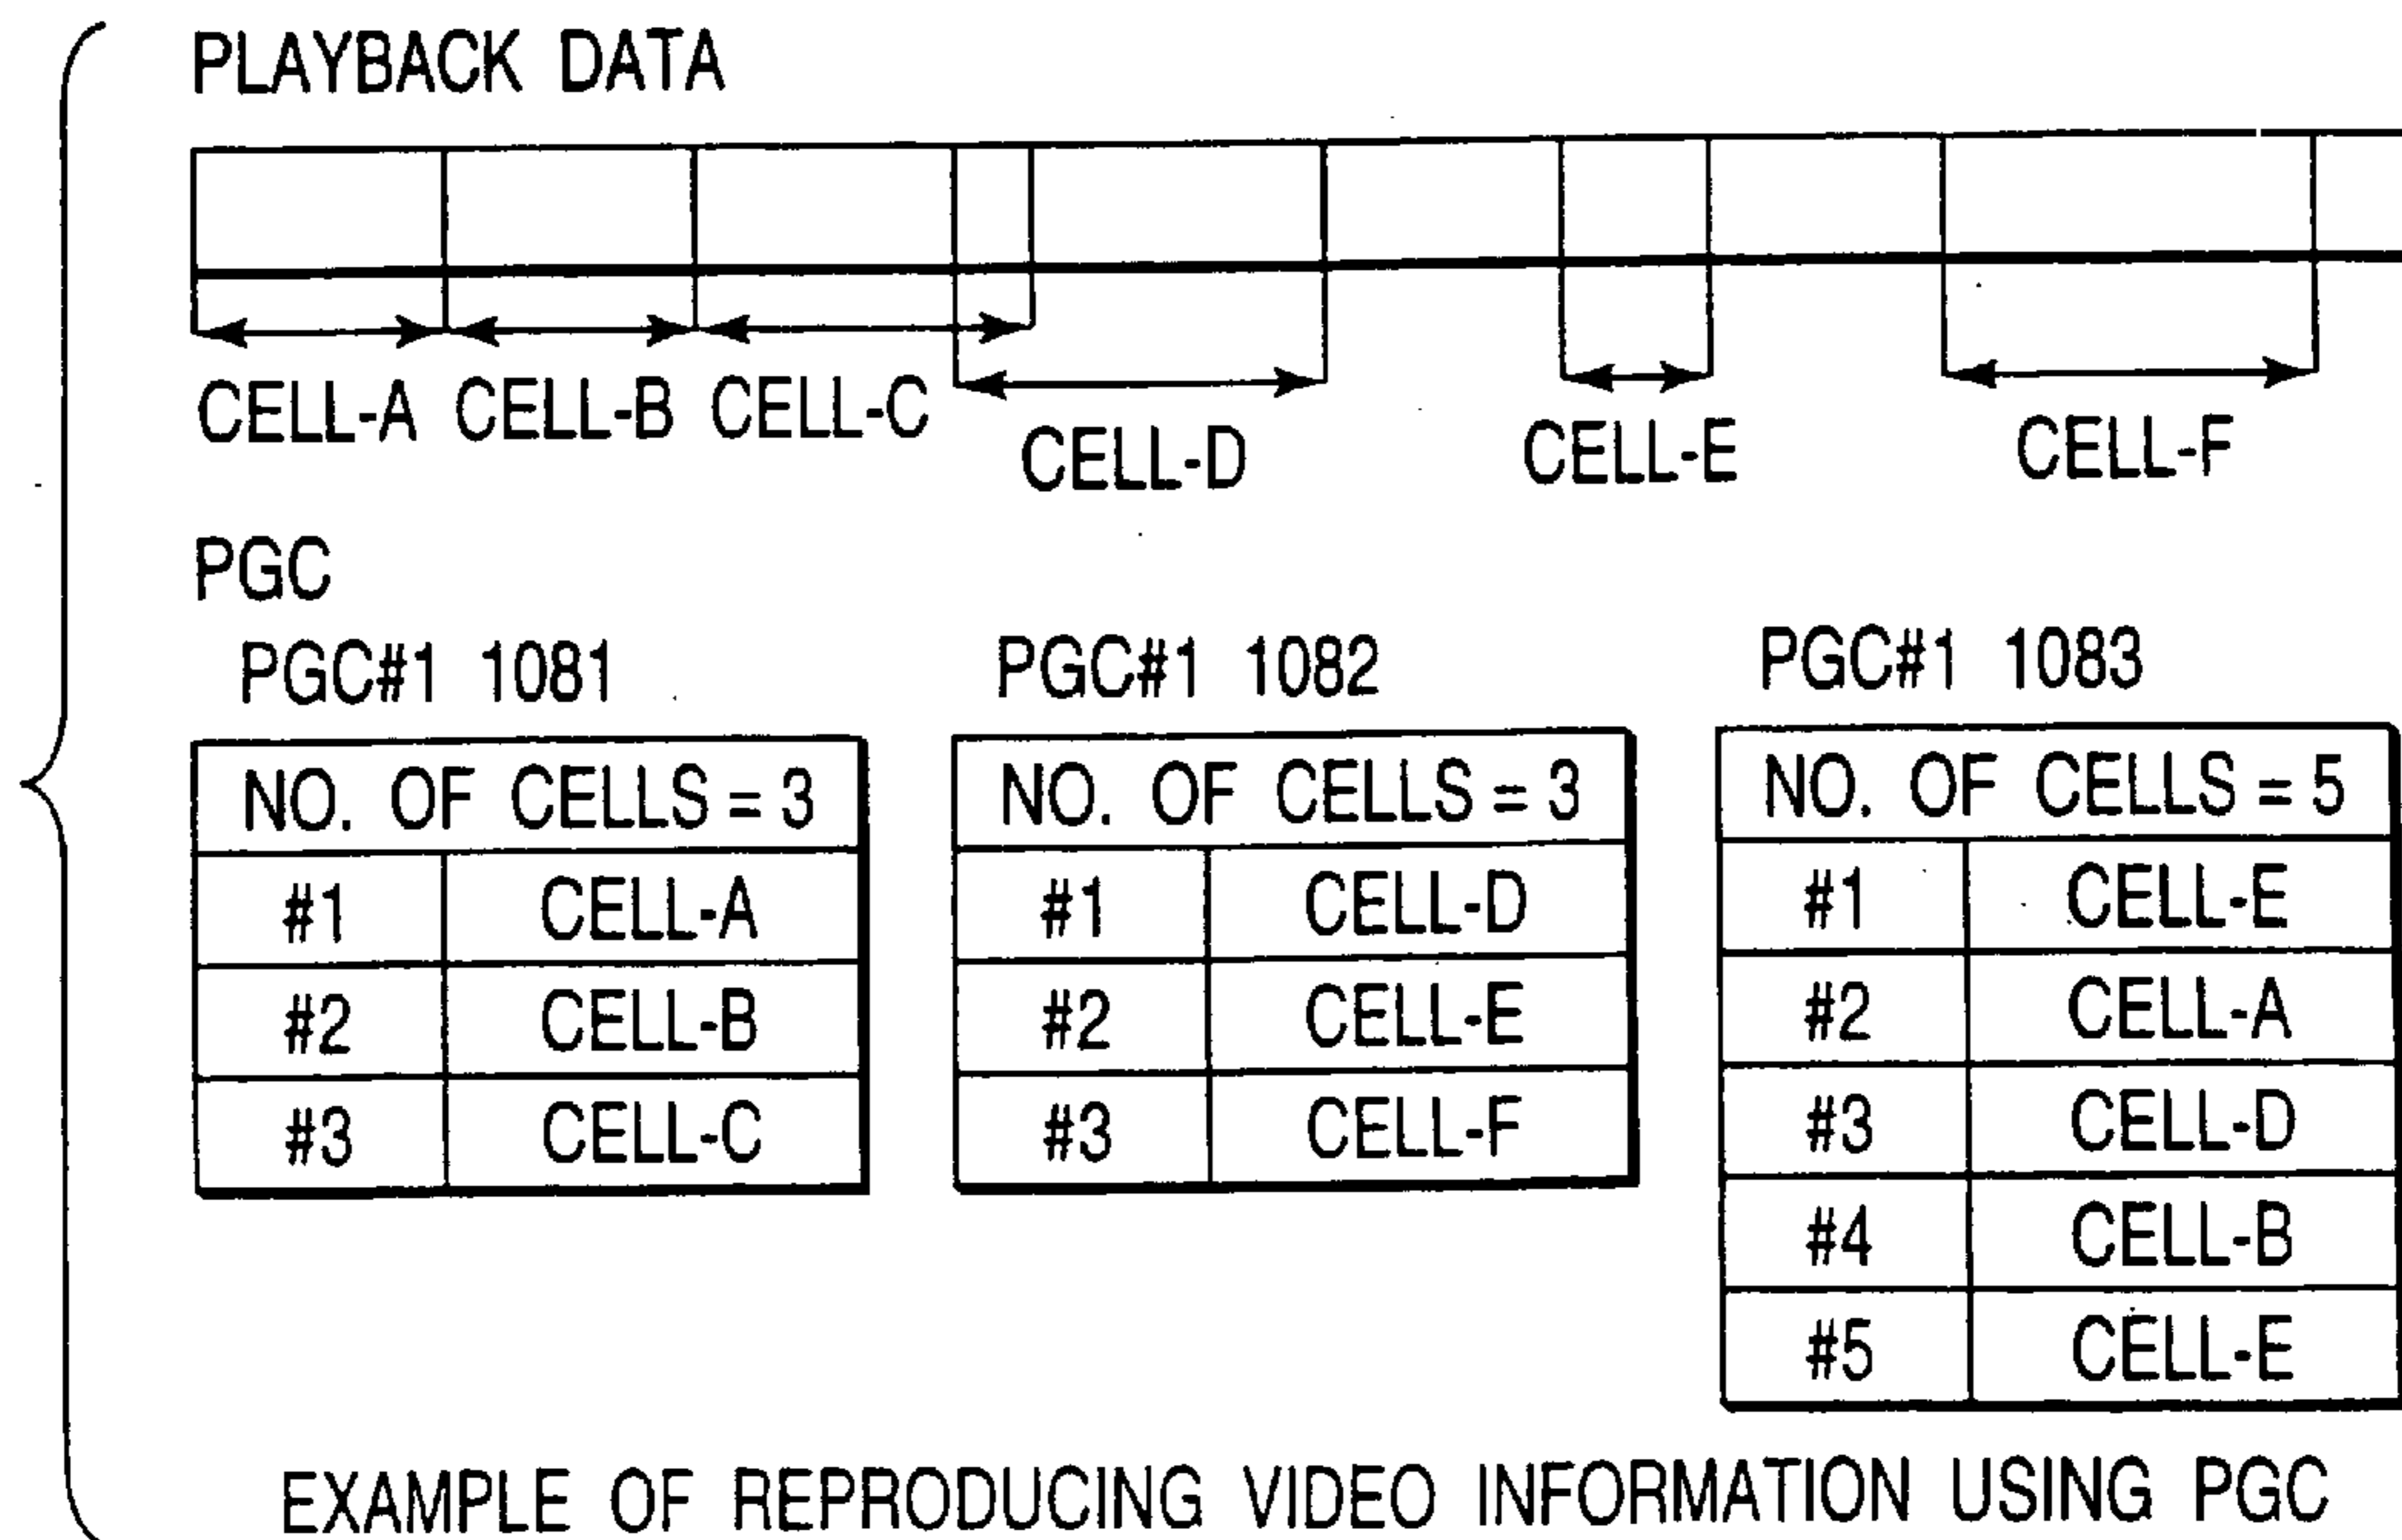 PLAYBACK DATA
CELL-A CELL-B CELL-C
CELL-D
CELL-E
CELL-F
PGC
PGC#1 1081
NO. OF CELLS = 3
#1 CELL-A
#2 CELL-B
#3 CELL-C
PGC#1 1082
NO. OF CELLS = 3
#1 CELL-D
#2 CELL-E
#3 CELL-F
PGC#1 1083
NO. OF CELLS = 5
#1 CELL-E
#2 CELL-A
#3 CELL-D
#4 CELL-B
#5 CELL-E
EXAMPLE OF REPRODUCING VIDEO INFORMATION USING PGC